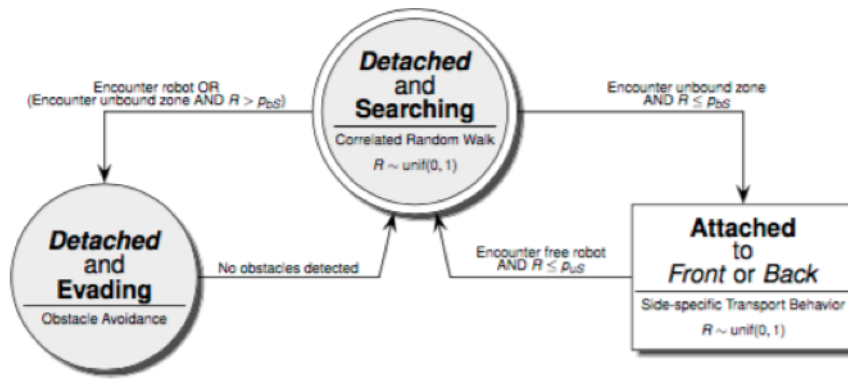 Detached
and
Searching
Correlated Random Walk
R ~ unif(0, 1)
Encounter robot OR
(Encounter unbound zone AND R > pbS)
Encounter unbound zone
AND R ≤ pbS
Detached
and
Evading
Obstacle Avoidance
No obstacles detected
Encounter free robot
AND R ≤ puS
Attached
to
Front or Back
Side-specific Transport Behavior
R ~ unif(0, 1)